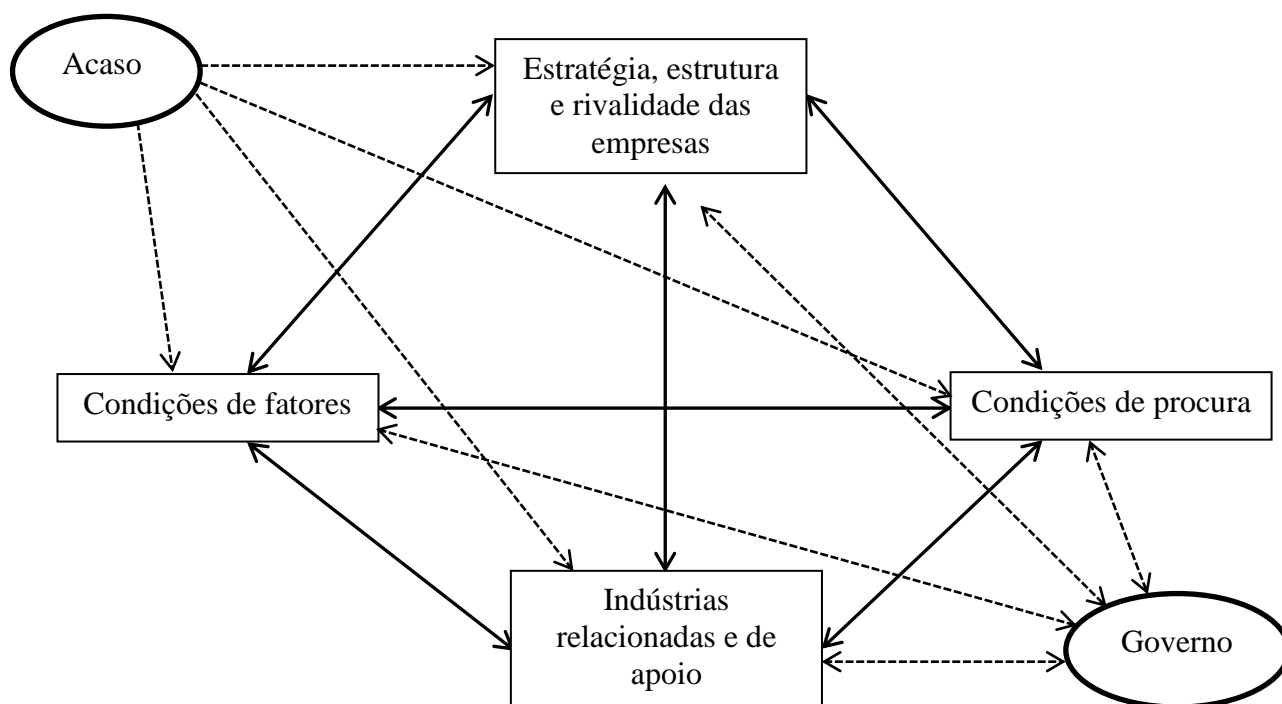 Acaso
Estratégia, estrutura
e rivalidade das
empresas
Condições de fatores
Condições de procura
Indústrias
relacionadas e de
apoio
Governo